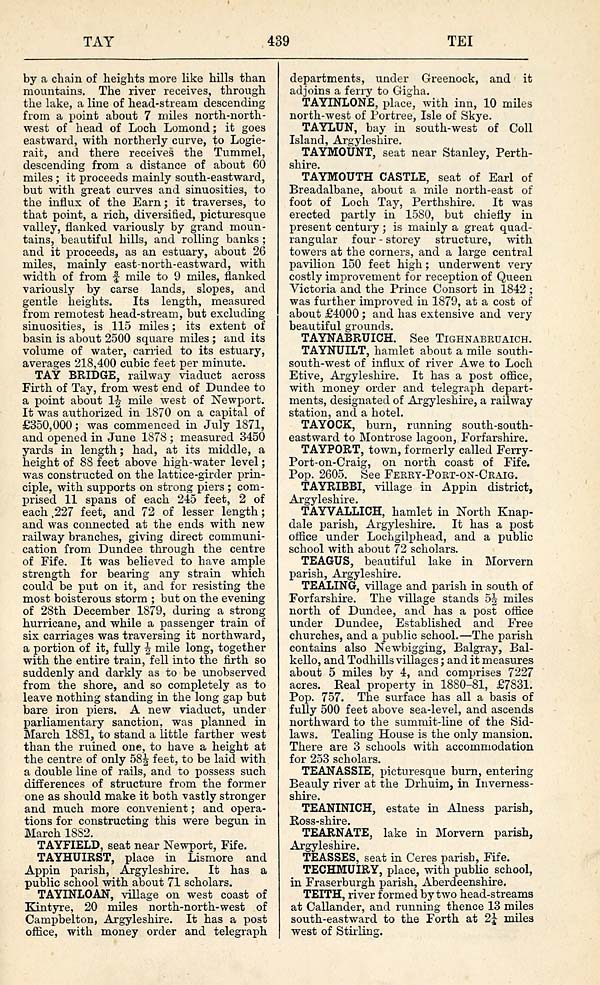 TAY 439 TEI
by a chain of heights more like hills than
mountains. The river receives, through
the lake, a line of head-stream descending
from a point about 7 miles north-north-
west of head of Loch Lomond; it goes
eastward, with northerly curve, to Logie-
rait, and there receives the Tummel,
descending from a distance of about 60
miles; it proceeds mainly south-eastward,
but with great curves and sinuosities, to
the influx of the Earn; it traverses, to
that point, a rich, diversified, picturesque
valley, flanked variously by grand moun-
tains, beautiful hills, and rolling banks;
and it proceeds, as an estuary, about 26
miles, mainly east-north-eastward, with
width of from ¾ mile to 9 miles, flanked
variously by carse lands, slopes, and
gentle heights. Its length, measured
from remotest head-stream, but excluding
sinuosities, is 115 miles; its extent of
basin is about 2500 square miles; and its
volume of water, carried to its estuary,
averages 218,400 cubic feet per minute.
TAY BRIDGE, railway viaduct across
Firth of Tay, from west end of Dundee to
a point about 1½ mile west of Newport.
It was authorized in 1870 on a capital of
£350,000; was commenced in July 1871,
and opened in June 1878; measured 3450
yards in length; had, at its middle, a
height of 88 feet above high-water level;
was constructed on the lattice-girder prin-
ciple, with supports on strong piers; com-
prised 11 spans of each 245 feet, 2 of
each 227 feet, and 72 of lesser length;
and was connected at the ends with new
railway branches, giving direct communi-
cation from Dundee through the centre
of Fife. It was believed to have ample
strength for bearing any strain which
could be put on it, and for resisting the
most boisterous storm; but on the evening
of 28th December 1879, during a strong
hurricane, and while a passenger train of
six carriages was traversing it northward,
a portion of it, fully ½ mile long, together
with the entire train, fell into the firth so
suddenly and darkly as to be unobserved
from the shore, and so completely as to
leave nothing standing in the long gap but
bare iron piers. A new viaduct, under
parliamentary sanction, was planned in
March 1881, to stand a little farther west
than the ruined one, to have a height at
the centre of only 58½ feet, to be laid with
a double line of rails, and to possess such
differences of structure from the former
one as should make it both vastly stronger
and much more convenient; and opera-
tions for constructing this were begun in
March 1882.
TAYFIELD, seat near Newport, Fife.
TAYHUIRST, place in Lismore and
Appin parish, Argyleshire. It has a
public school with about 71 scholars.
TAYINLOAN, village on west coast of
Kintyre, 20 miles north-north-west of
Campbelton, Argyleshire. It has a post
office, with money order and telegraph
departments, under Greenock, and it
adjoins a ferry to Gigha.
TAYINLONE, place, with inn, 10 miles
north-west of Portree, Isle of Skye.
TAYLUN, bay in south-west of Coll
Island, Argyleshire.
TAYMOUNT, seat near Stanley, Perth-
shire.
TAYMOUTH CASTLE, seat of Earl of
Breadalbane, about a mile north-east of
foot of Loch Tay, Perthshire. It was
erected partly in 1580, but chiefly in
present century; is mainly a great quad-
rangular four-storey structure, with
towers at the corners, and a large central
pavilion 150 feet high; underwent very
costly improvement for reception of Queen
Victoria and the Prince Consort in 1842;
was further improved in 1879, at a cost of
about £4000; and has extensive and very
beautiful grounds.
TAYNABRUICH. See TIGHNABRUAICH.
TAYNUILT, hamlet about a mile south-
south-west of influx of river Awe to Loch
Etive, Argyleshire. It has a post office,
with money order and telegraph depart-
ments, designated of Argyleshire, a railway
station, and a hotel.
TAYOCK, burn, running south-south-
eastward to Montrose lagoon, Forfarshire.
TAYPORT, town, formerly called Ferry-
Port-on-Craig, on north coast of Fife.
Pop. 2605. See FERRY-PORT-ON-CRAIG.
TAYRIBBI, village in Appin district,
Argyleshire.
TAYVALLICH, hamlet in North Knap-
dale parish, Argyleshire. It has a post
office under Lochgilphead, and a public
school with about 72 scholars.
TEAGUS, beautiful lake in Morvern
parish, Argyleshire.
TEALING, village and parish in south of
Forfarshire. The village stands 5½ miles
north of Dundee, and has a post office
under Dundee, Established and Free
churches, and a public school.—The parish
contains also Newbigging, Balgray, Bal-
kello, and Todhills villages; and it measures
about 5 miles by 4, and comprises 7227
acres. Real property in 1880-81, £7831.
Pop. 757. The surface has all a basis of
fully 500 feet above sea-level, and ascends
northward to the summit-line of the Sid-
laws. Tealing House is the only mansion.
There are 3 schools with accommodation
for 253 scholars.
TEANASSIE, picturesque burn, entering
Beauly river at the Drhuim, in Inverness-
shire.
TEANINICH, estate in Alness parish,
Ross-shire.
TEARNATE, lake in Morvern parish,
Argyleshire.
TEASSES, seat in Ceres parish, Fife.
TECHMUIRY, place, with public school,
in Fraserburgh parish, Aberdeenshire.
TEITH, river formed by two head-streams
at Callander, and running thence 13 miles
south-eastward to the Forth at 2¼ miles
west of Stirling.